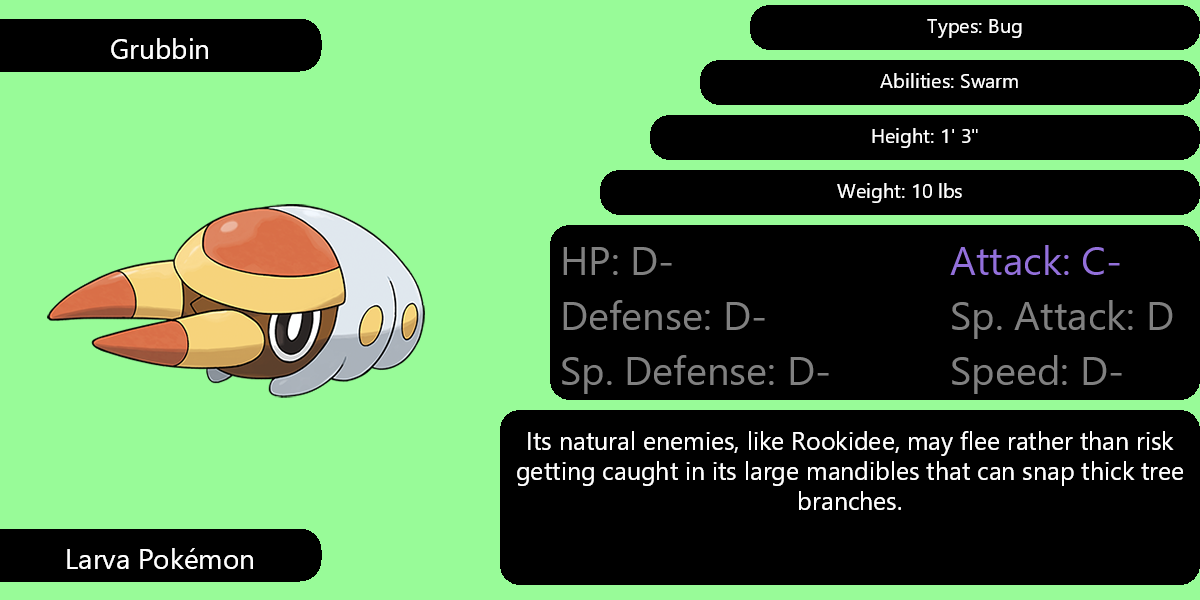 Grubbin
Types: Bug
Abilities: Swarm
Height: 1' 3"
Weight: 10 lbs
HP: D-
Attack: C-
Defense: D-
Sp. Attack: D
Sp. Defense: D-
Speed: D-
Its natural enemies, like Rookidee, may flee rather than risk
getting caught in its large mandibles that can snap thick tree
branches.
Larva Pokémon